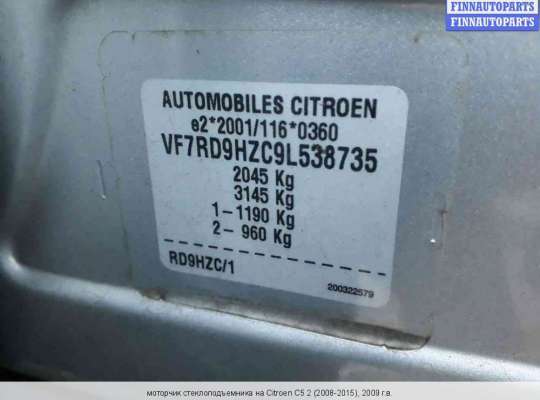 FINNAUTOPARTS
FINNAUTOPARTS
AUTOMOBILES CITROEN
e2*2001/116*0360
VF7RD9HZC9L538735
2045 Kg
3145 Kg
1-1190 Kg
2- 960 Kg
RD9HZC/1
200322579
моторчик стеклоподъемника на Citroen C5 2 (2008-2015), 2009 г.в.